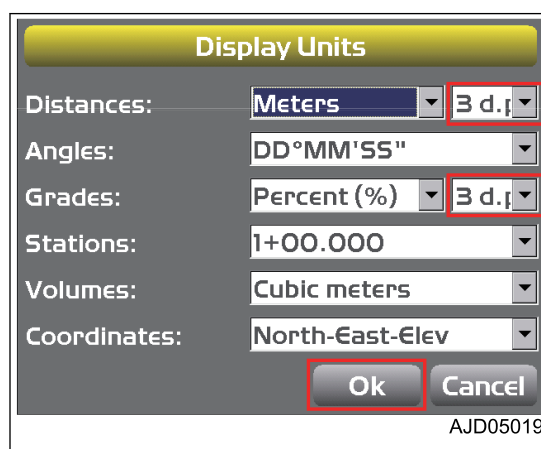 Display Units
Distances: Meters 3 d.p
Angles: DD°MM'SS"
Grades: Percent (%) 3 d.p
Stations: 1+00.000
Volumes: Cubic meters
Coordinates: North-East-Elev
Ok Cancel
AJD05019